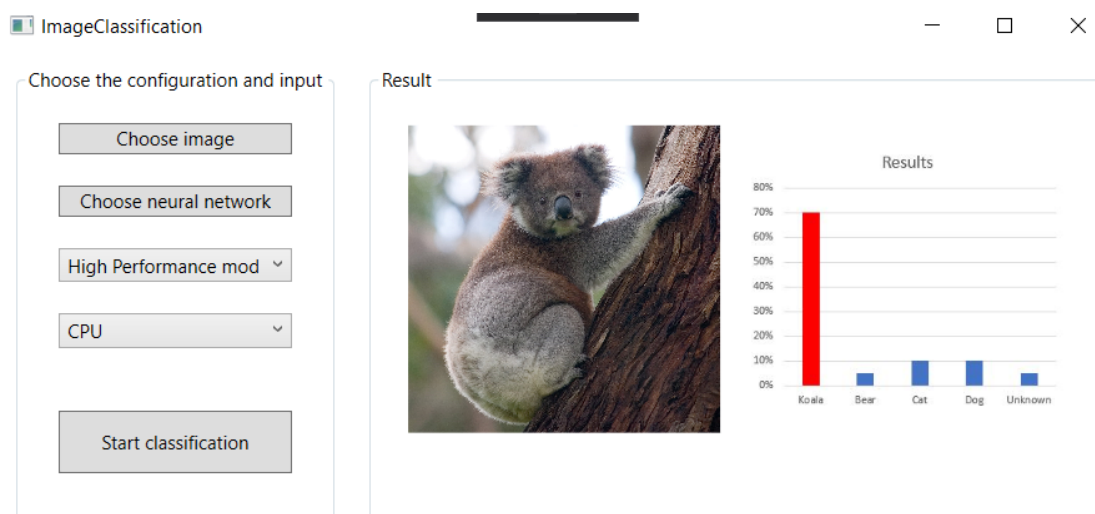 ImageClassification
Choose the configuration and input
Choose image
Choose neural network
High Performance mod
CPU
Start classification
Result
Results
80%
70%
60%
50%
40%
30%
20%
10%
0%
Koala Bear Cat Dog Unknown